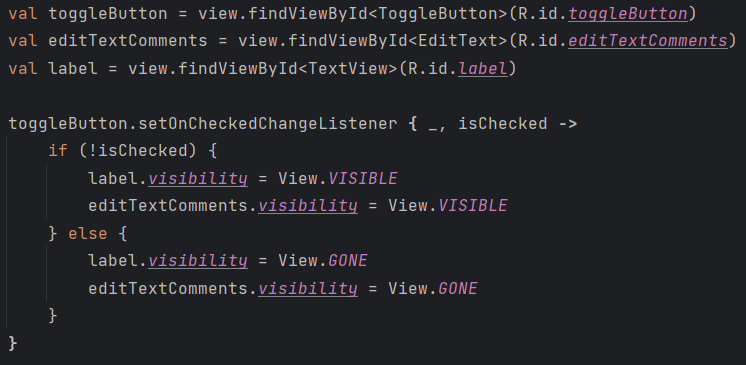 val toggleButton = view.findViewById<ToggleButton>(R.id.toggleButton)
val editTextComments = view.findViewById<EditText>(R.id.editTextComments)
val label = view.findViewById<TextView>(R.id.label)

toggleButton.setOnCheckedChangeListener { _, isChecked ->
    if (!isChecked) {
        label.visibility = View.VISIBLE
        editTextComments.visibility = View.VISIBLE
    } else {
        label.visibility = View.GONE
        editTextComments.visibility = View.GONE
    }
}